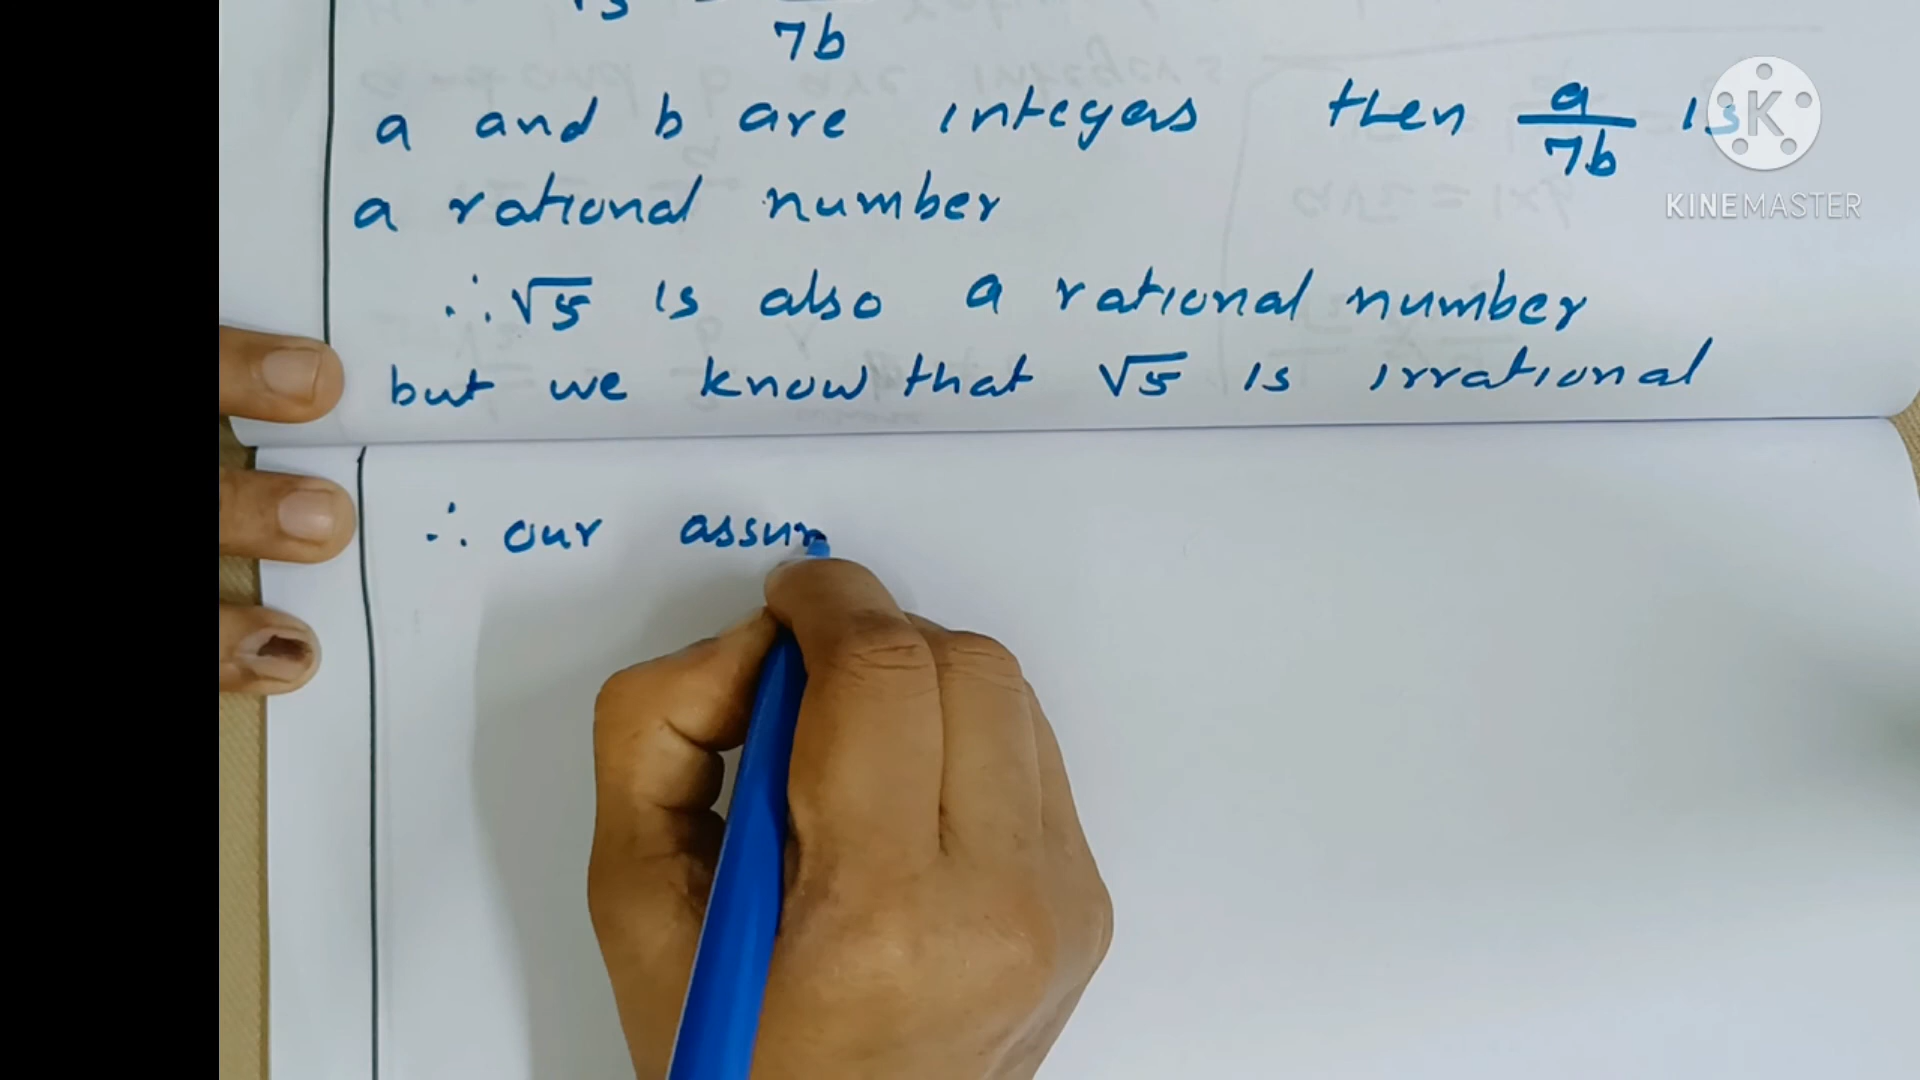 7b
a and b are integers then a/7b is
a rational number
∴ √5 is also a rational number
but we know that √5 is irrational
∴ our assum
K
KINEMASTER